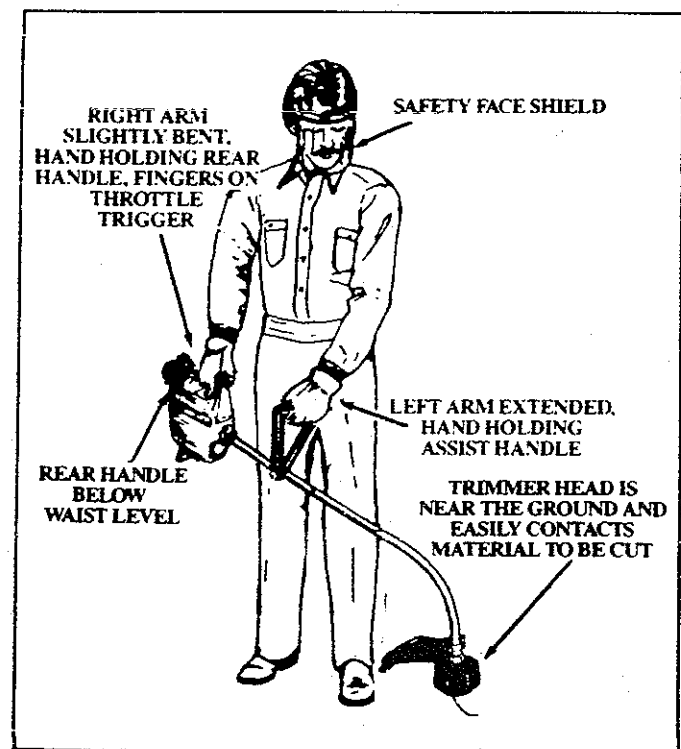 RIGHT ARM
SLIGHTLY BENT.
HAND HOLDING REAR
HANDLE, FINGERS ON
THROTTLE
TRIGGER
SAFETY FACE SHIELD
LEFT ARM EXTENDED,
HAND HOLDING
ASSIST HANDLE
REAR HANDLE
BELOW
WAIST LEVEL
TRIMMER HEAD IS
NEAR THE GROUND AND
EASILY CONTACTS
MATERIAL TO BE CUT